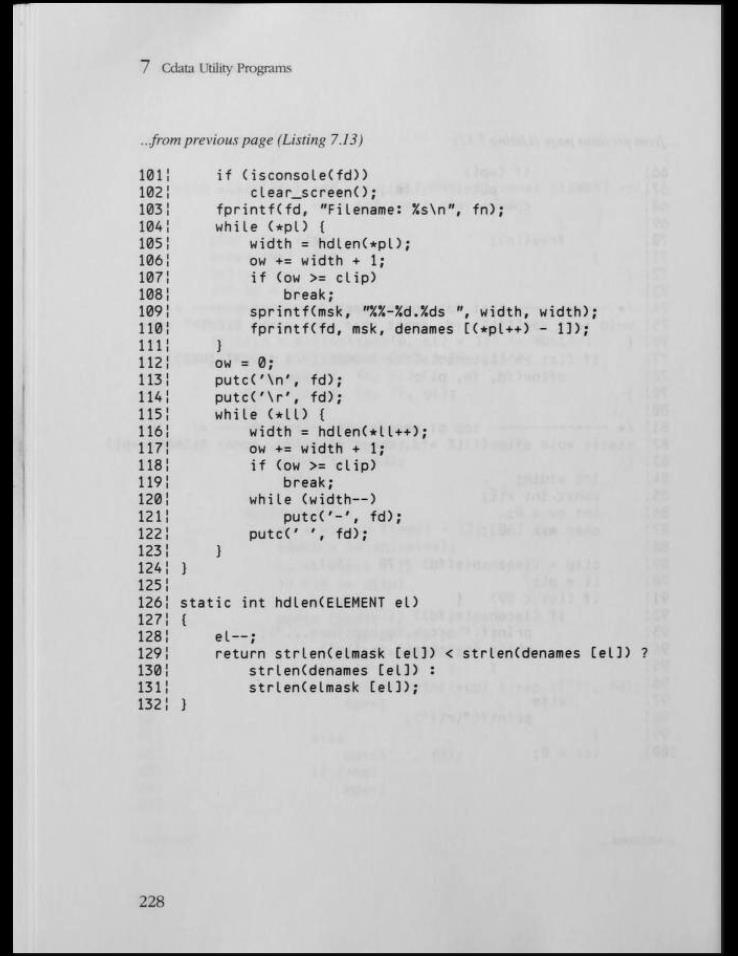 7 Cdata Utility Programs
...from previous page (Listing 7.13)
101¦ if (isconsole(fd))
102¦ clear_screen();
103¦ fprintf(fd, "Filename: %s\n", fn);
104¦ while (*pl) {
105¦ width = hdlen(*pl);
106¦ ow += width + 1;
107¦ if (ow >= clip)
108¦ break;
109¦ sprintf(msk, "%%-%d.%ds ", width, width);
110¦ fprintf(fd, msk, denames [(*pl++) - 1]);
111¦ }
112¦ ow = 0;
113¦ putc('\n', fd);
114¦ putc('\r', fd);
115¦ while (*ll) {
116¦ width = hdlen(*ll++);
117¦ ow += width + 1;
118¦ if (ow >= clip)
119¦ break;
120¦ while (width--)
121¦ putc('-', fd);
122¦ putc(' ', fd);
123¦ }
124¦ }
125¦
126¦ static int hdlen(ELEMENT el)
127¦ {
128¦ el--;
129¦ return strlen(elmask [el]) < strlen(denames [el]) ?
130¦ strlen(denames [el]) :
131¦ strlen(elmask [el]);
132¦ }
228